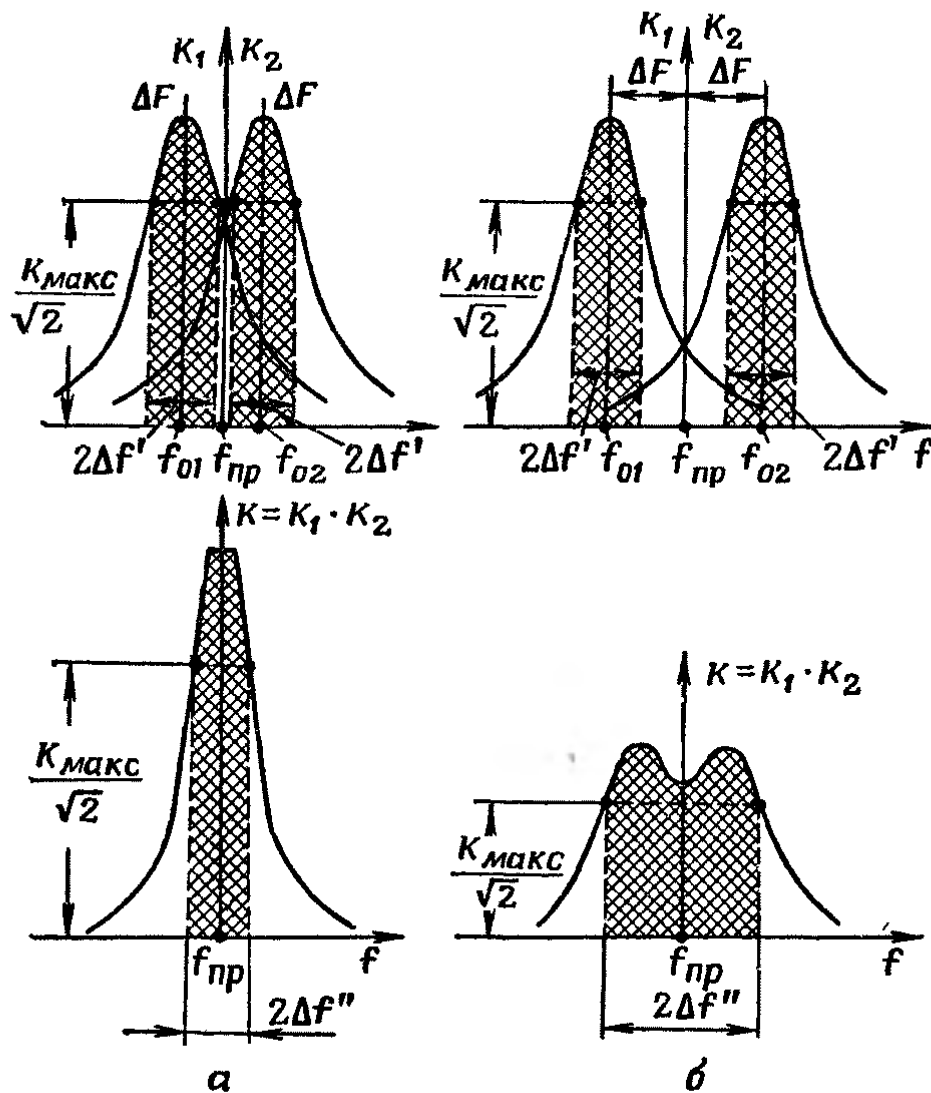 K₁ K₂
ΔF ΔF
Kмакс
√2
2Δf' f₀₁ fпр f₀₂ 2Δf'
K₁ K₂
ΔF ΔF
Kмакс
√2
2Δf' f₀₁ fпр f₀₂ 2Δf' f
K=K₁·K₂
Kмакс
√2
fпр f
2Δf"
а
K=K₁·K₂
Kмакс
√2
fпр f
2Δf"
б